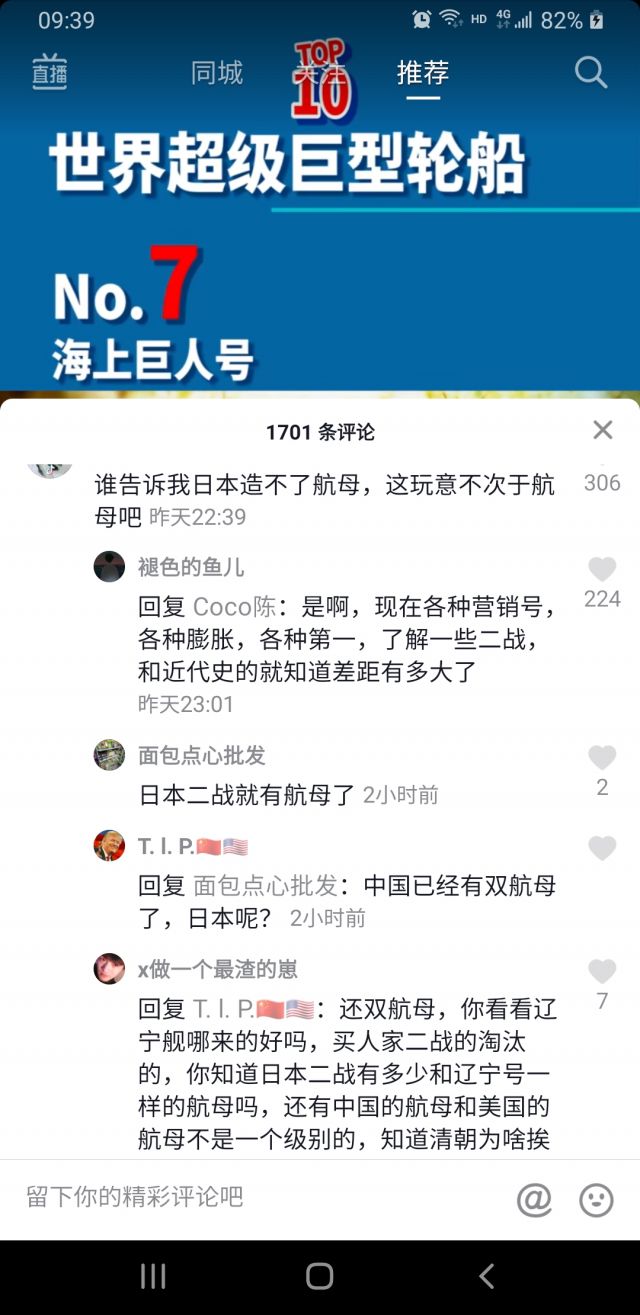 09:39
HD 4G 82%
直播 同城 关注 推荐
TOP
10
世界超级巨型轮船
No.7
海上巨人号
1701 条评论
谁告诉我日本造不了航母，这玩意不次于航
母吧 昨天22:39
306
褪色的鱼儿
回复 Coco陈：是啊，现在各种营销号，
各种膨胀，各种第一，了解一些二战，
和近代史的就知道差距有多大了
昨天23:01
224
面包点心批发
日本二战就有航母了 2小时前
2
T. I. P.🇨🇳🇺🇸
回复 面包点心批发：中国已经有双航母
了，日本呢？ 2小时前
x做一个最渣的崽
回复 T. I. P.🇨🇳🇺🇸：还双航母，你看看辽
宁舰哪来的好吗，买人家二战的淘汰
的，你知道日本二战有多少和辽宁号一
样的航母吗，还有中国的航母和美国的
航母不是一个级别的，知道清朝为啥挨
7
留下你的精彩评论吧
@